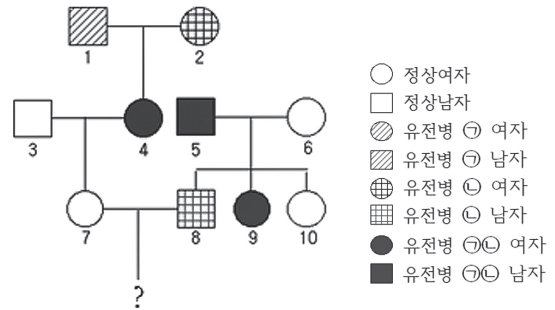 1
2
3
4
5
6
7
8
9
10
?
정상여자
정상남자
유전병 ㉠ 여자
유전병 ㉠ 남자
유전병 ㉡ 여자
유전병 ㉡ 남자
유전병 ㉠㉡ 여자
유전병 ㉠㉡ 남자